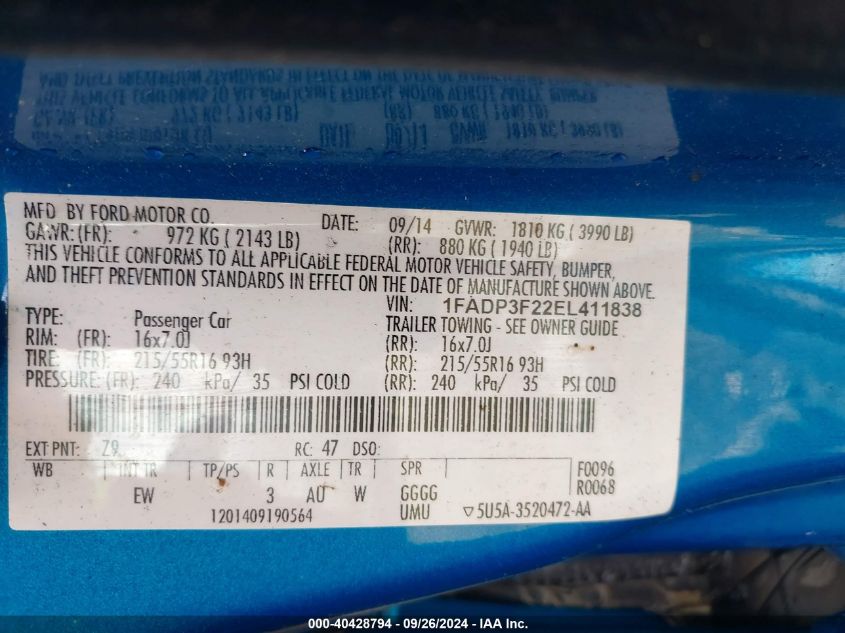 MFD BY FORD MOTOR CO.
DATE: 09/14 GVWR: 1810 KG ( 3990 LB)
GAWR: (FR): 972 KG ( 2143 LB) (RR): 880 KG ( 1940 LB)
THIS VEHICLE CONFORMS TO ALL APPLICABLE FEDERAL MOTOR VEHICLE SAFETY, BUMPER,
AND THEFT PREVENTION STANDARDS IN EFFECT ON THE DATE OF MANUFACTURE SHOWN ABOVE.
VIN: 1FADP3F22EL411838
TYPE: Passenger Car TRAILER TOWING - SEE OWNER GUIDE
RIM: (FR): 16x7.0J (RR): 16x7.0J
TIRE: (FR): 215/55R16 93H (RR): 215/55R16 93H
PRESSURE: (FR): 240 kPa/ 35 PSI COLD (RR): 240 kPa/ 35 PSI COLD
EXT PNT: Z9 RC: 47 DSO:
WB INT TR TP/PS R AXLE TR SPR F0096
EW 3 AO W GGGG R0068
1201409190564 UMU ▽5U5A-3520472-AA
000-40428794 - 09/26/2024 - IAA Inc.